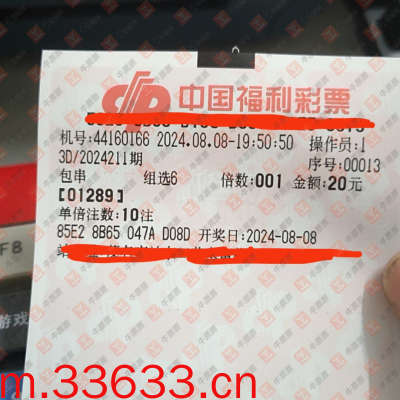 中国福利彩票
机号:44160166 2024.08.08-19:50:50 操作员:1
3D/2024211期 序号:00013
包串 组选6 倍数:001 金额:20元
[01289]
单倍注数:10注
85E2 8B65 047A D08D 开奖日:2024-08-08
F8
游戏
m.33633.cn